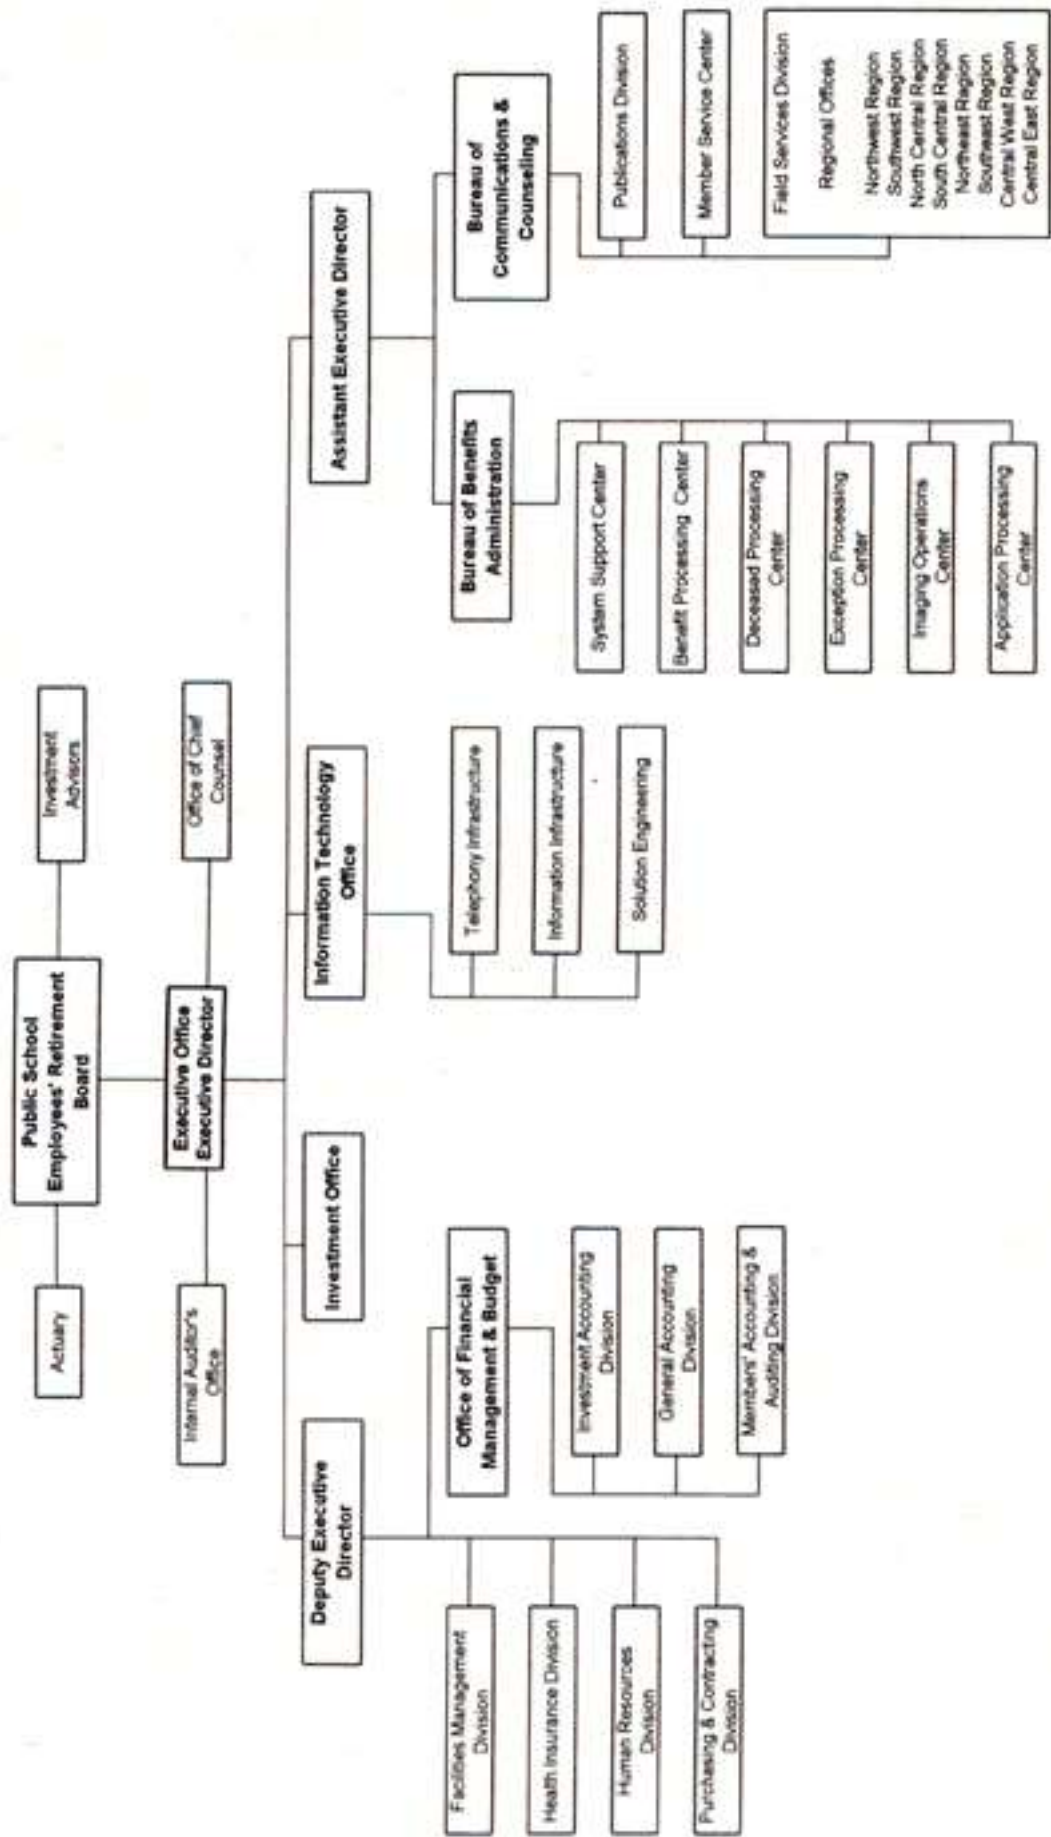 Public School
Employees' Retirement
Board
Actuary
Investment
Advisors
Executive Office
Executive Director
Internal Auditor's
Office
Office of Chief
Counsel
Deputy Executive
Director
Investment Office
Information Technology
Office
Assistant Executive Director
Facilities Management
Division
Health Insurance Division
Human Resources
Division
Purchasing & Contracting
Division
Office of Financial
Management & Budget
Investment Accounting
Division
General Accounting
Division
Members' Accounting &
Auditing Division
Telephony Infrastructure
Information Infrastructure
Solution Engineering
Bureau of Benefits
Administration
System Support Center
Benefit Processing Center
Deceased Processing
Center
Exception Processing
Center
Imaging Operations
Center
Application Processing
Center
Bureau of
Communications &
Counseling
Publications Division
Member Service Center
Field Services Division
Regional Offices
Northwest Region
Southwest Region
North Central Region
South Central Region
Northeast Region
Southeast Region
Central West Region
Central East Region